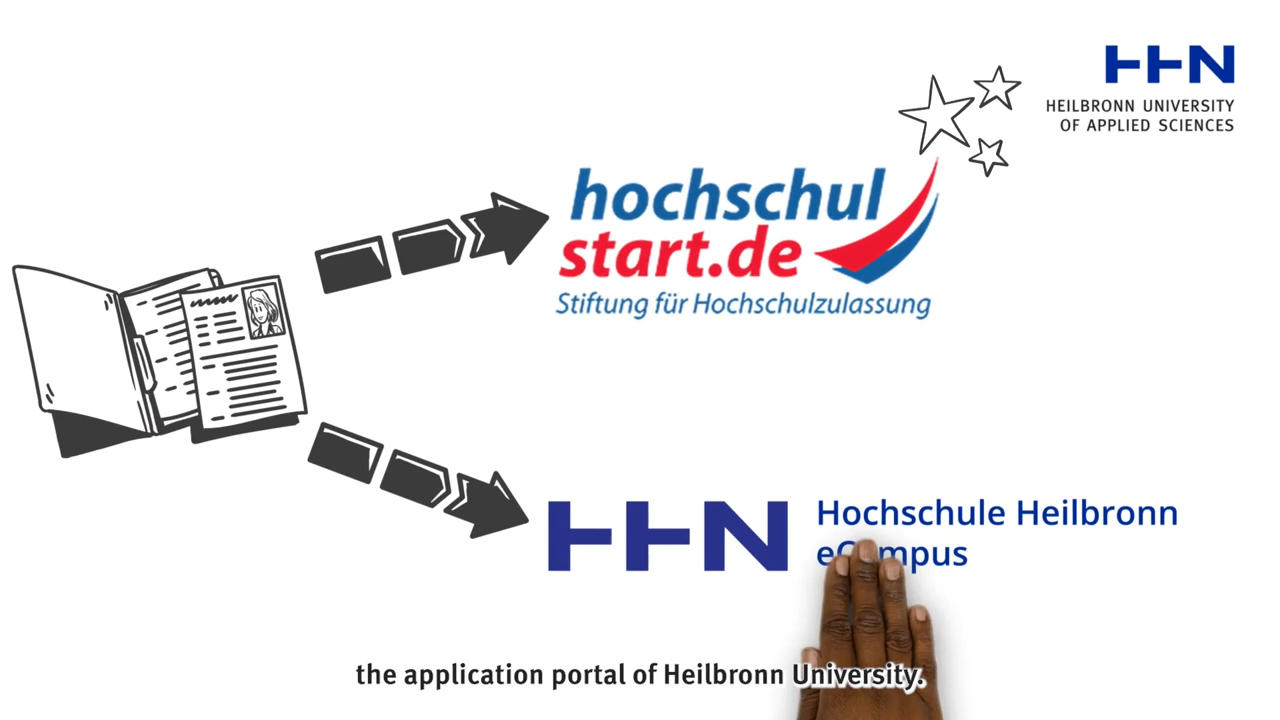 HHN
HEILBRONN UNIVERSITY
OF APPLIED SCIENCES
hochschul
start.de
Stiftung für Hochschulzulassung
HHN
Hochschule Heilbronn
eCampus
the application portal of Heilbronn University.